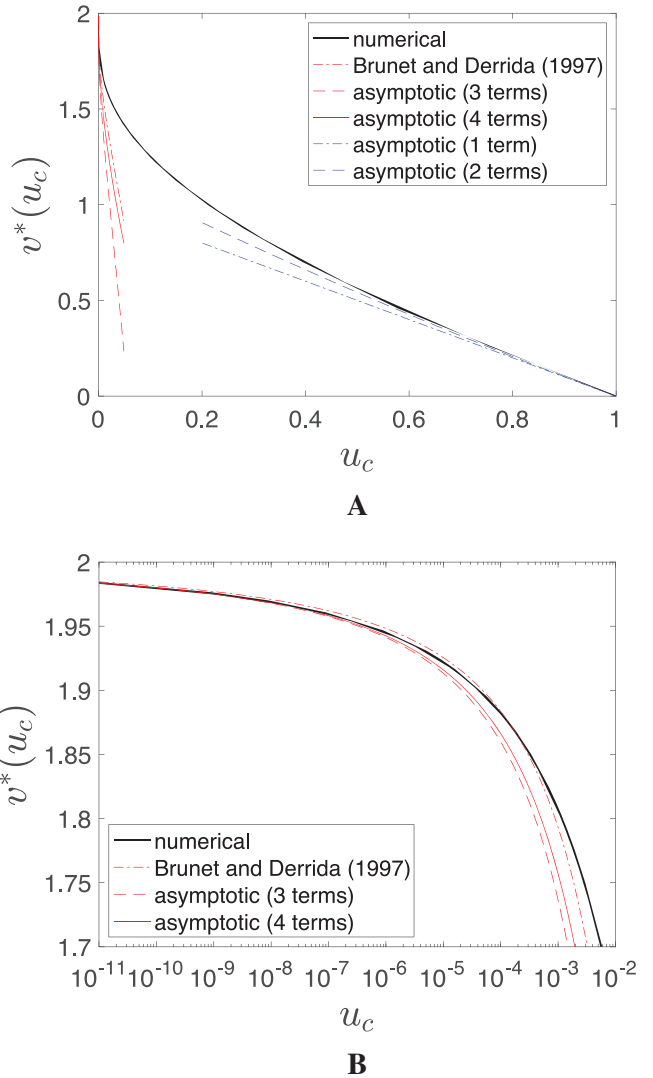 2
1.5
1
0.5
0
v*(u_c)
numerical
Brunet and Derrida (1997)
asymptotic (3 terms)
asymptotic (4 terms)
asymptotic (1 term)
asymptotic (2 terms)
0 0.2 0.4 0.6 0.8 1
u_c
A
2
1.95
1.9
1.85
1.8
1.75
1.7
v*(u_c)
numerical
Brunet and Derrida (1997)
asymptotic (3 terms)
asymptotic (4 terms)
10^-11 10^-10 10^-9 10^-8 10^-7 10^-6 10^-5 10^-4 10^-3 10^-2
u_c
B